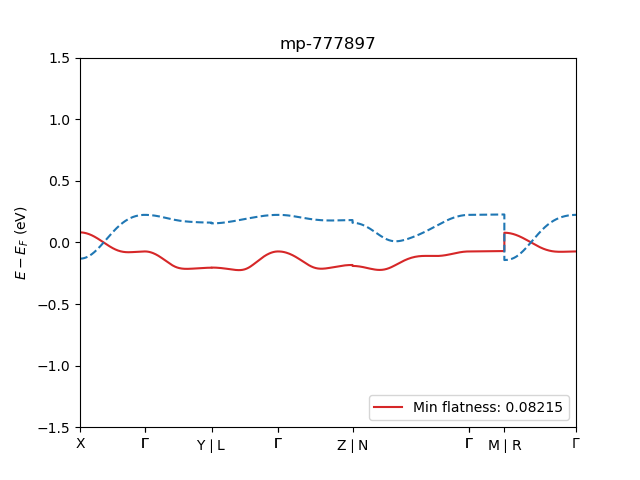 mp-777897
E − E_F (eV)
1.5
1.0
0.5
0.0
−0.5
−1.0
−1.5
X Γ Y | L Γ Z | N Γ M | R Γ
Min flatness: 0.08215